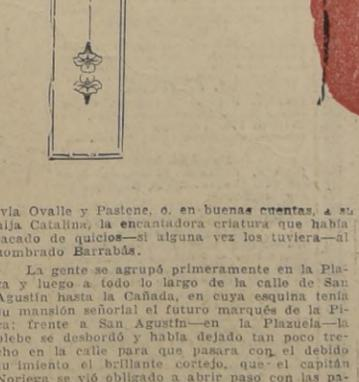 via Ovalle y Pastene, o, en buenas cuentas, a su
hija Catalina, la encantadora criatura que había
sacado de quicios—si alguna vez los tuviera—al
nombrado Barrabás.
La gente se agrupó primeramente en la Pla-
za y luego a todo lo largo de la calle de San
Agustín hasta la Cañada, en cuya esquina tenía
su mansión señorial el futuro marqués de la Pi-
ca; frente a San Agustín—en la Plazuela—la
plebe se desbordó y había dejado tan poco tre-
cho en la calle para que pasara con el debido
lucimiento el brillante cortejo, que el capitán
Noriega se vió obligado a abrir paso con las pa-